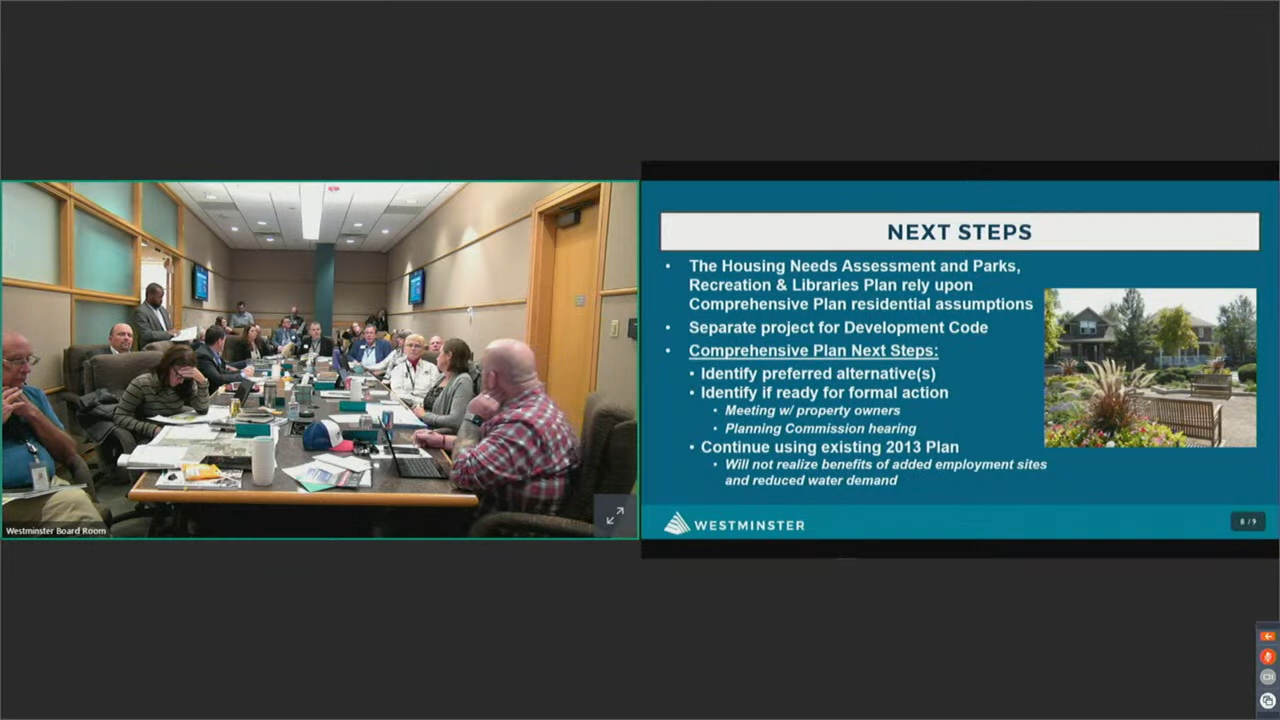 Westminster Board Room
NEXT STEPS
• The Housing Needs Assessment and Parks,
Recreation & Libraries Plan rely upon
Comprehensive Plan residential assumptions
• Separate project for Development Code
• Comprehensive Plan Next Steps:
• Identify preferred alternative(s)
• Identify if ready for formal action
• Meeting w/ property owners
• Planning Commission hearing
• Continue using existing 2013 Plan
• Will not realize benefits of added employment sites
and reduced water demand
WESTMINSTER
8 / 9